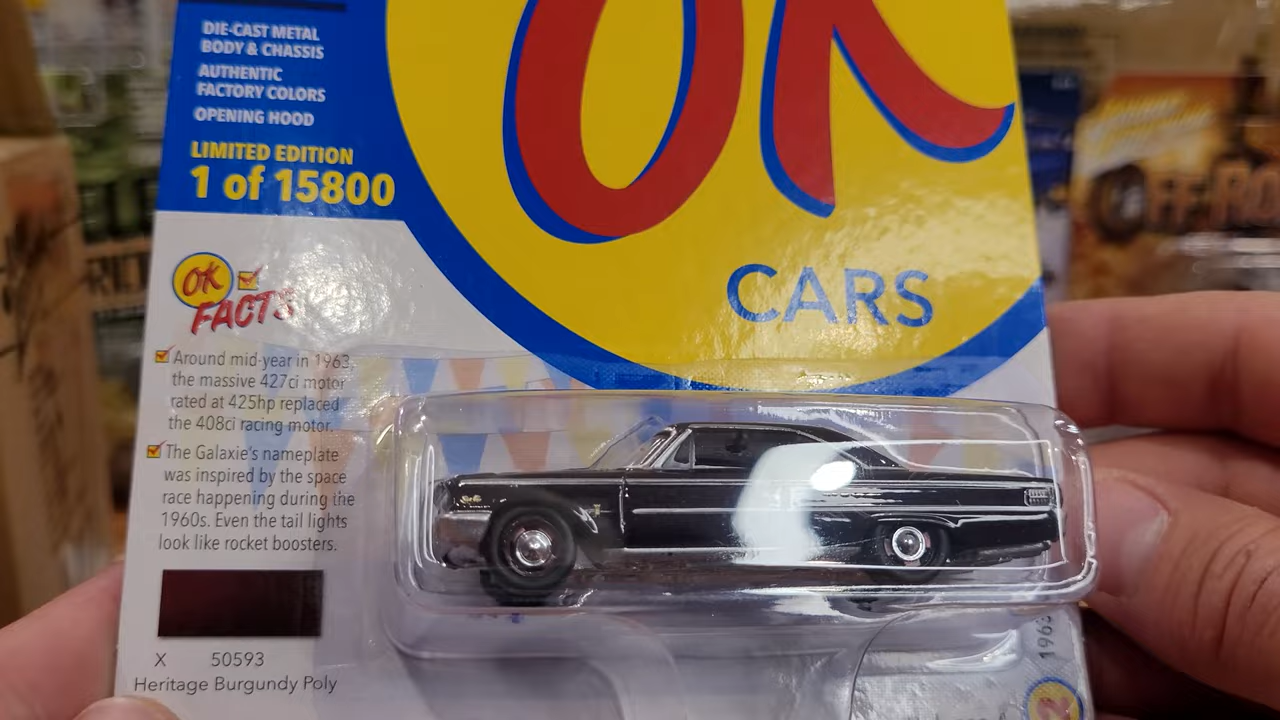 DIE-CAST METAL
BODY & CHASSIS
AUTHENTIC
FACTORY COLORS
OPENING HOOD
LIMITED EDITION
1 of 15800
OK
CARS
OK
FACTS
Around mid-year in 1963,
the massive 427ci motor
rated at 425hp replaced
the 408ci racing motor.
The Galaxie's nameplate
was inspired by the space
race happening during the
1960s. Even the tail lights
look like rocket boosters.
X 50593
Heritage Burgundy Poly
1963
2